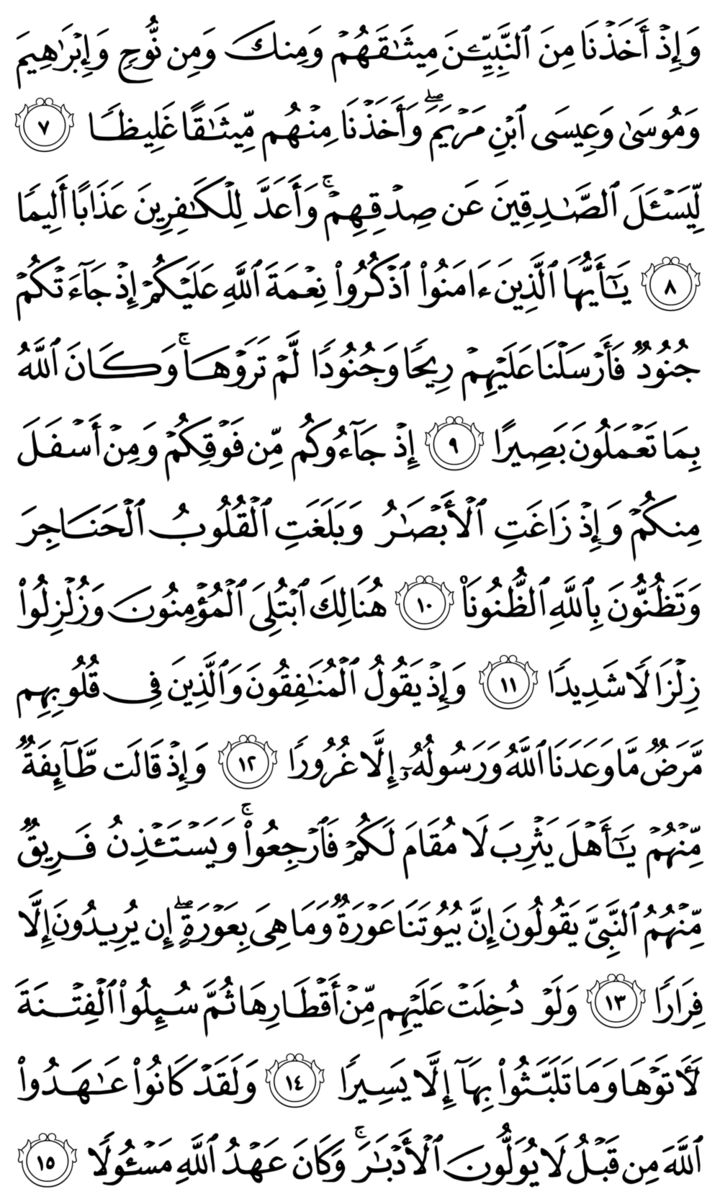 وَإِذۡ أَخَذۡنَا مِنَ ٱلنَّبِيِّـۧنَ مِيثَٰقَهُمۡ وَمِنكَ وَمِن نُّوحٖ وَإِبۡرَٰهِيمَ
وَمُوسَىٰ وَعِيسَى ٱبۡنِ مَرۡيَمَۖ وَأَخَذۡنَا مِنۡهُم مِّيثَٰقًا غَلِيظٗا ٧
لِّيَسۡـَٔلَ ٱلصَّٰدِقِينَ عَن صِدۡقِهِمۡۚ وَأَعَدَّ لِلۡكَٰفِرِينَ عَذَابًا أَلِيمٗا
٨ يَٰٓأَيُّهَا ٱلَّذِينَ ءَامَنُواْ ٱذۡكُرُواْ نِعۡمَةَ ٱللَّهِ عَلَيۡكُمۡ إِذۡ جَآءَتۡكُمۡ
جُنُودٞ فَأَرۡسَلۡنَا عَلَيۡهِمۡ رِيحٗا وَجُنُودٗا لَّمۡ تَرَوۡهَاۚ وَكَانَ ٱللَّهُ
بِمَا تَعۡمَلُونَ بَصِيرًا ٩ إِذۡ جَآءُوكُم مِّن فَوۡقِكُمۡ وَمِنۡ أَسۡفَلَ
مِنكُمۡ وَإِذۡ زَاغَتِ ٱلۡأَبۡصَٰرُ وَبَلَغَتِ ٱلۡقُلُوبُ ٱلۡحَنَاجِرَ
وَتَظُنُّونَ بِٱللَّهِ ٱلظُّنُونَا۠ ١٠ هُنَالِكَ ٱبۡتُلِيَ ٱلۡمُؤۡمِنُونَ وَزُلۡزِلُواْ
زِلۡزَالٗا شَدِيدٗا ١١ وَإِذۡ يَقُولُ ٱلۡمُنَٰفِقُونَ وَٱلَّذِينَ فِي قُلُوبِهِم
مَّرَضٞ مَّا وَعَدَنَا ٱللَّهُ وَرَسُولُهُۥٓ إِلَّا غُرُورٗا ١٢ وَإِذۡ قَالَت طَّآئِفَةٞ
مِّنۡهُمۡ يَٰٓأَهۡلَ يَثۡرِبَ لَا مُقَامَ لَكُمۡ فَٱرۡجِعُواْۚ وَيَسۡتَـٔۡذِنُ فَرِيقٞ
مِّنۡهُمُ ٱلنَّبِيَّ يَقُولُونَ إِنَّ بُيُوتَنَا عَوۡرَةٞ وَمَا هِيَ بِعَوۡرَةٍۖ إِن يُرِيدُونَ إِلَّا
فِرَارٗا ١٣ وَلَوۡ دُخِلَتۡ عَلَيۡهِم مِّنۡ أَقۡطَارِهَا ثُمَّ سُئِلُواْ ٱلۡفِتۡنَةَ
لَأٓتَوۡهَا وَمَا تَلَبَّثُواْ بِهَآ إِلَّا يَسِيرٗا ١٤ وَلَقَدۡ كَانُواْ عَٰهَدُواْ
ٱللَّهَ مِن قَبۡلُ لَا يُوَلُّونَ ٱلۡأَدۡبَٰرَۚ وَكَانَ عَهۡدُ ٱللَّهِ مَسۡـُٔولٗا ١٥